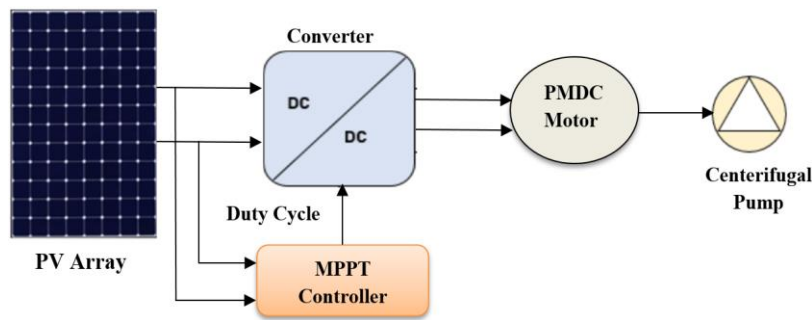 Converter
DC
DC
PMDC
Motor
Centerifugal
Pump
Duty Cycle
PV Array
MPPT
Controller